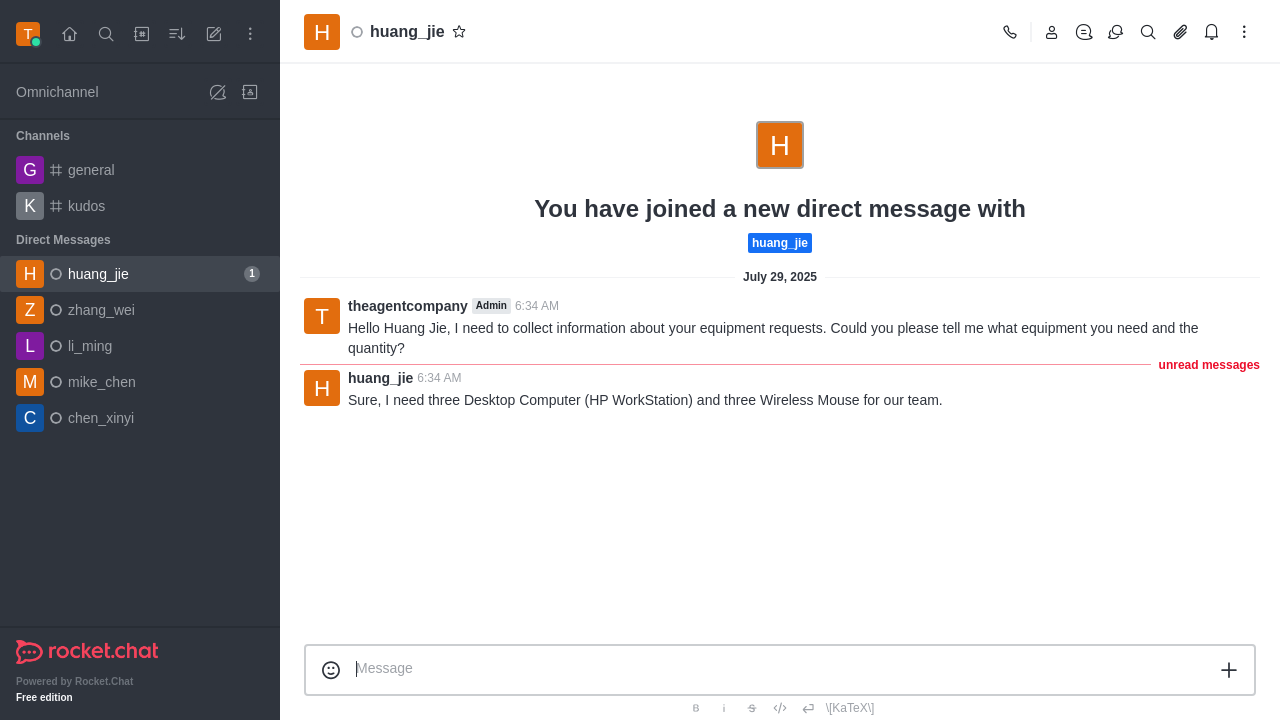 T
H
huang_jie
Omnichannel
Channels
G
general
K
kudos
Direct Messages
H
huang_jie
1
Z
zhang_wei
L
li_ming
M
mike_chen
C
chen_xinyi
rocket.chat
Powered by Rocket.Chat
Free edition
H
You have joined a new direct message with
huang_jie
July 29, 2025
T
theagentcompany Admin 6:34 AM
Hello Huang Jie, I need to collect information about your equipment requests. Could you please tell me what equipment you need and the
quantity?
unread messages
H
huang_jie 6:34 AM
Sure, I need three Desktop Computer (HP WorkStation) and three Wireless Mouse for our team.
Message
B i S \[KaTeX\]